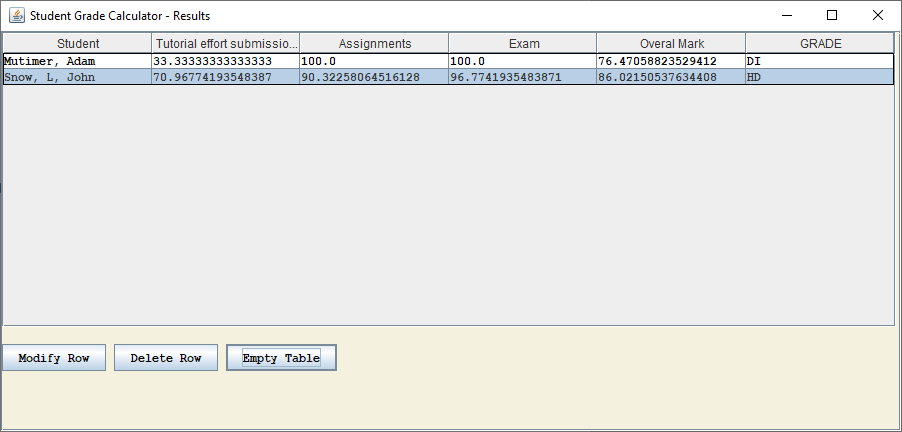 Student Grade Calculator - Results
Student Tutorial effort submissio... Assignments Exam Overal Mark GRADE
Mutimer, Adam 33.33333333333333 100.0 100.0 76.47058823529412 DI
Snow, L, John 70.96774193548387 90.32258064516128 96.7741935483871 86.02150537634408 HD
Modify Row Delete Row Empty Table